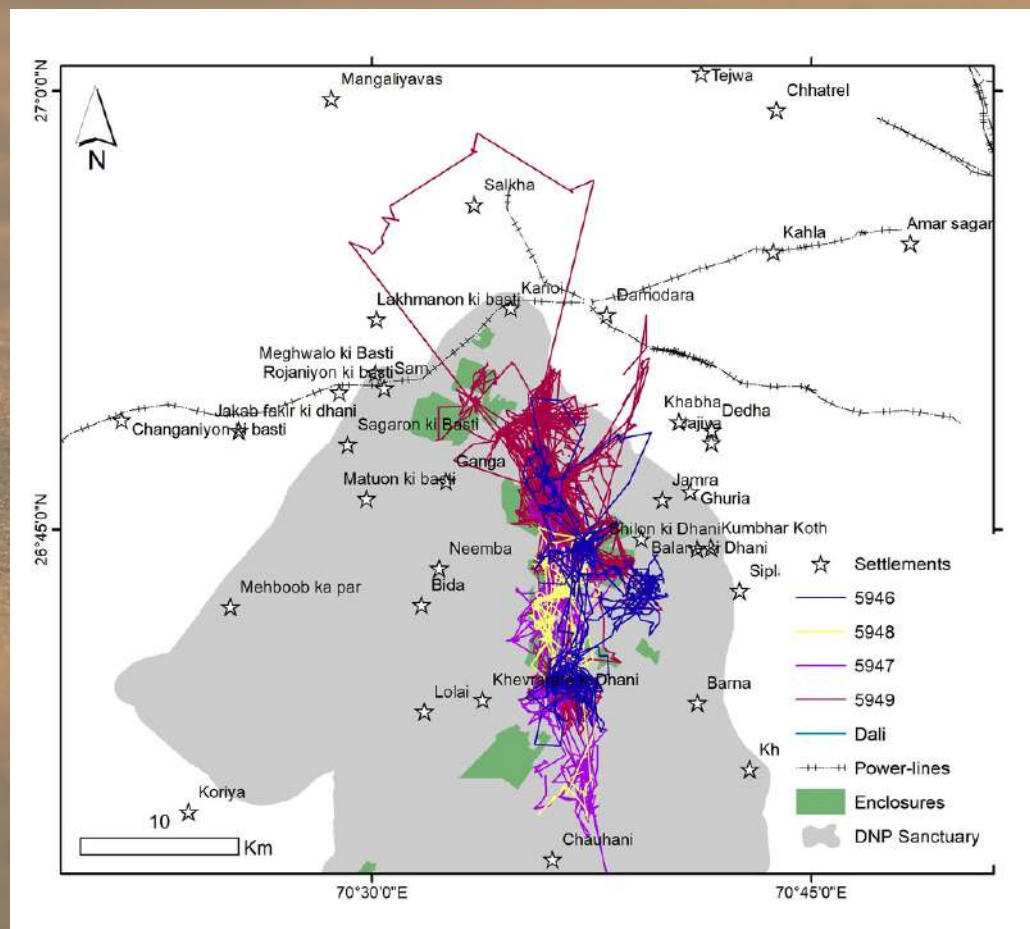 Mangaliyavas
Tejwa
Chhatrel
27°0'0"N
N
Salkha
Amar sagar
Kahla
Kanoi
Damodara
Lakhmanon ki basti
Meghwalo ki Basti
Rojaniyon ki basti
Sam
Khabha
Dedha
Jakab fakir ki dhani
Changaniyon ki basti
Sagaron ki Basti
Ganga
Matuon ki basti
Jamra
Ghuria
26°45'0"N
Kumbhar Koth
Neemba
Mehboob ka par
Bida
Khevrar
Dhani
Lolai
Barna
Kh
Koriya
Chauhani
10
Km
Settlements
5946
5948
5947
5949
Dali
Power-lines
Enclosures
DNP Sanctuary
70°30'0"E
70°45'0"E